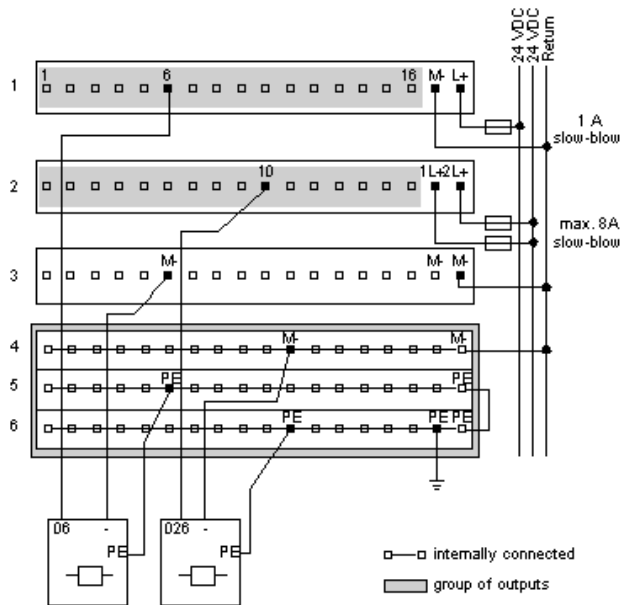 24 VDC
24 VDC
Return
1
1
6
16
M-
L+
1 A
slow-blow
2
10
1L+
2L+
max. 8A
slow-blow
3
M-
M-
M-
4
M-
M-
5
PE
PE
6
PE
PE
PE
06
-
PE
026
-
PE
internally connected
group of outputs